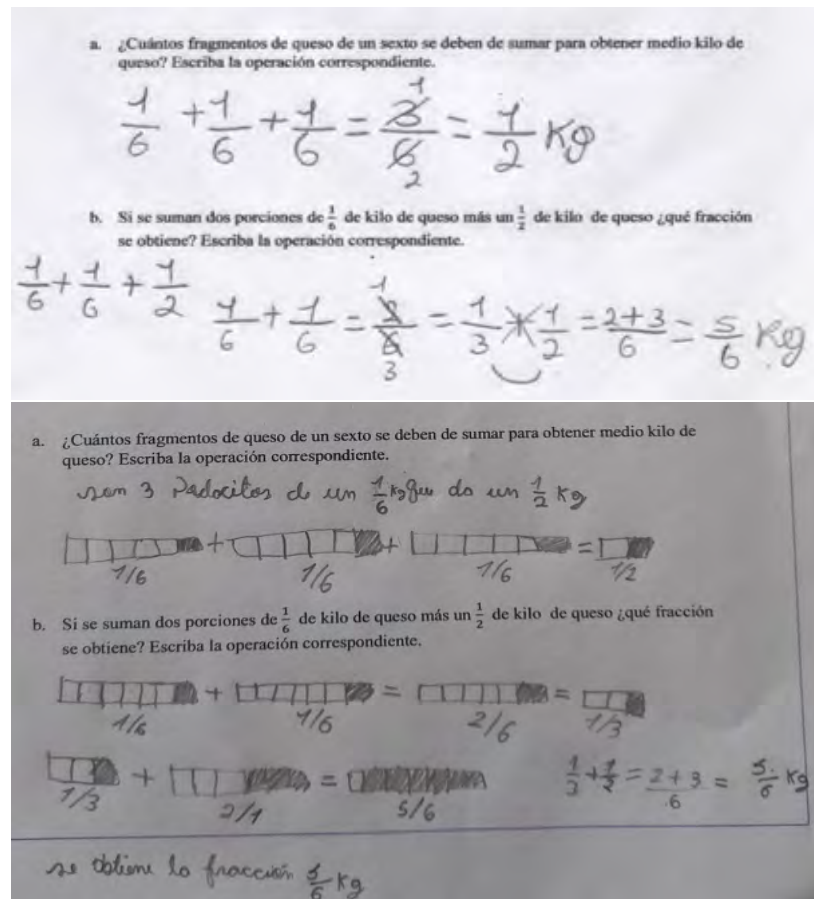 a. ¿Cuántos fragmentos de queso de un sexto se deben de sumar para obtener medio kilo de
queso? Escriba la operación correspondiente.
1/6 + 1/6 + 1/6 = 3/6 = 1/2 Kg
1
2
b. Si se suman dos porciones de 1/6 de kilo de queso más un 1/2 de kilo de queso ¿qué fracción
se obtiene? Escriba la operación correspondiente.
1/6 + 1/6 + 1/2
1/6 + 1/6 = 2/6 = 1/3 + 1/2 = 2+3/6 = 5/6 Kg
1
3
a. ¿Cuántos fragmentos de queso de un sexto se deben de sumar para obtener medio kilo de
queso? Escriba la operación correspondiente.
son 3 Pedocitos de un 1/6 kg que da un 1/2 Kg
+ + =
1/6 1/6 1/6 1/2
b. Si se suman dos porciones de 1/6 de kilo de queso más un 1/2 de kilo de queso ¿qué fracción
se obtiene? Escriba la operación correspondiente.
+ = =
1/6 1/6 2/6 1/3
+ = 1/3 + 1/2 = 2+3/6 = 5/6 Kg
1/3 2/1 5/6
se obtiene la fracción 5/6 Kg